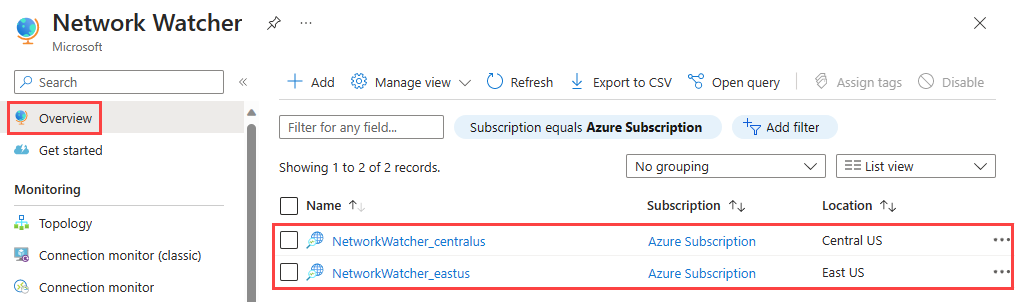 Network Watcher
Microsoft
Search
Overview
Get started
Monitoring
Topology
Connection monitor (classic)
Connection monitor
Add Manage view Refresh Export to CSV Open query Assign tags Disable
Filter for any field... Subscription equals Azure Subscription Add filter
Showing 1 to 2 of 2 records. No grouping List view
Name Subscription Location
NetworkWatcher_centralus Azure Subscription Central US
NetworkWatcher_eastus Azure Subscription East US